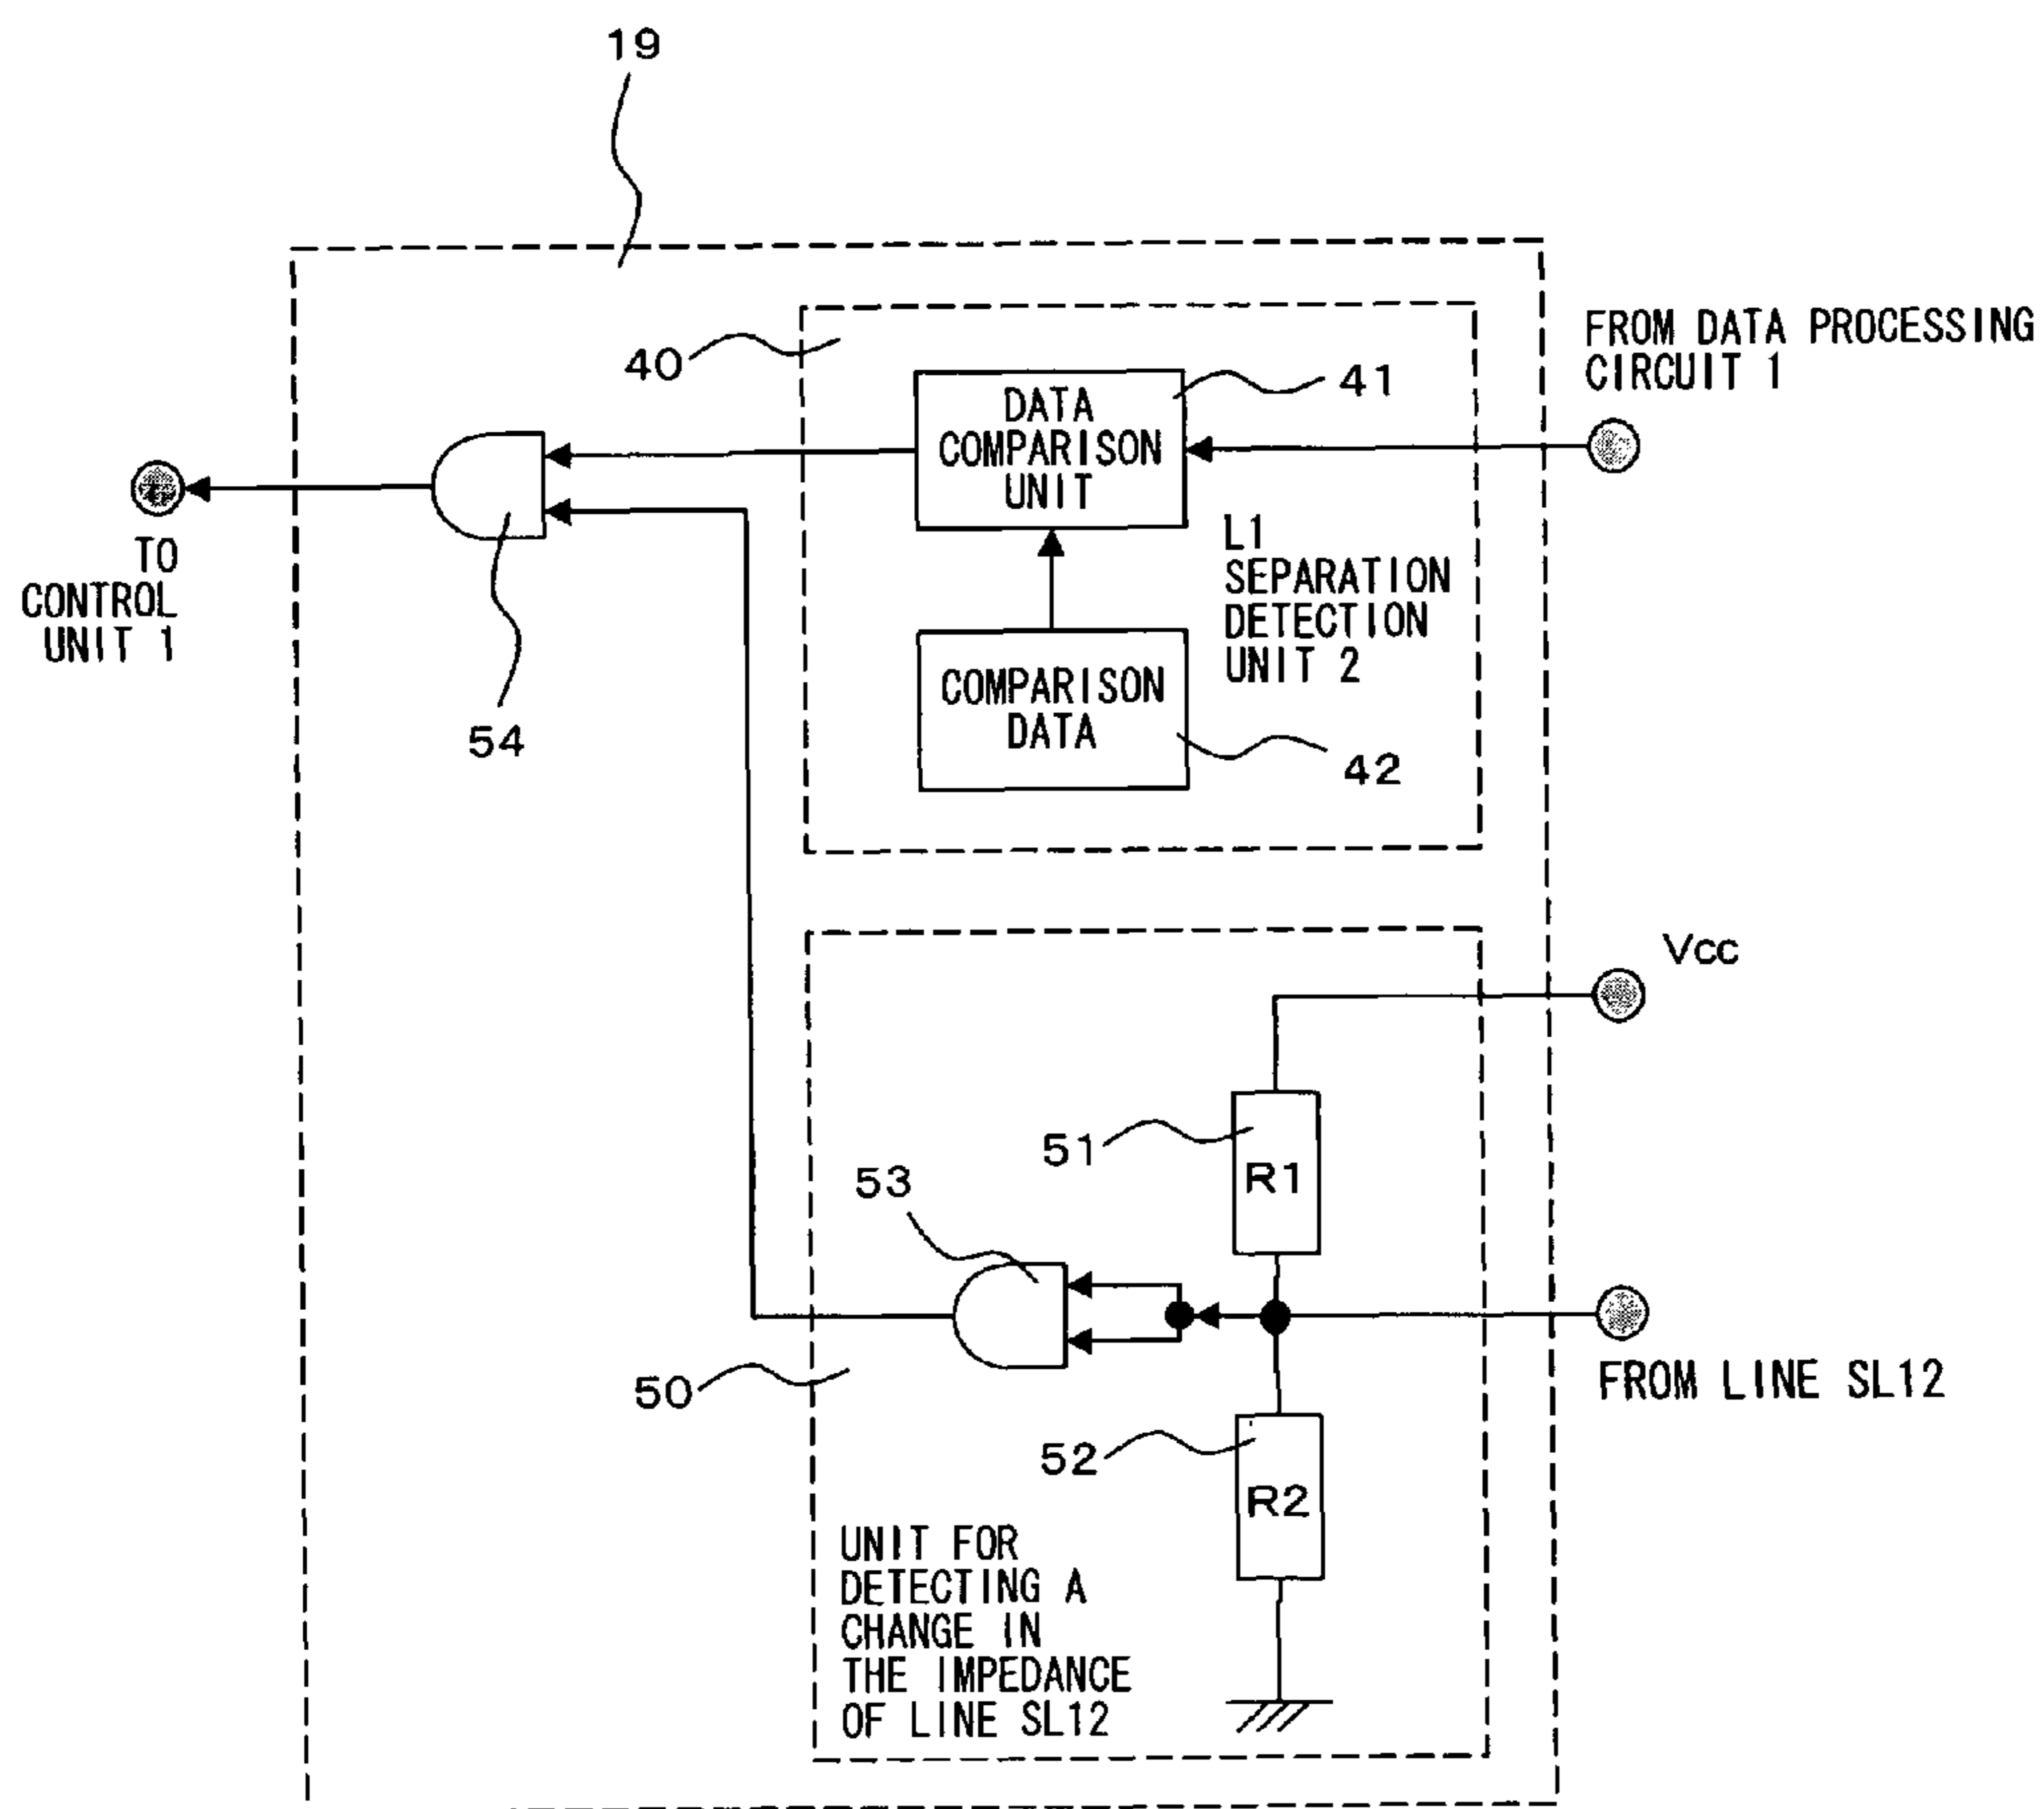 19
40
DATA
COMPARISON
UNIT
41
FROM DATA PROCESSING
CIRCUIT 1
TO
CONTROL
UNIT 1
54
L1
SEPARATION
DETECTION
UNIT 2
COMPARISON
DATA
42
Vcc
51
R1
53
50
FROM LINE SL12
52
R2
UNIT FOR
DETECTING A
CHANGE IN
THE IMPEDANCE
OF LINE SL12